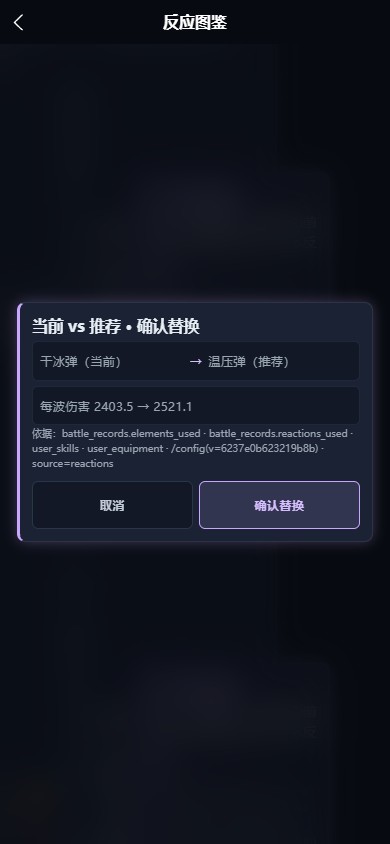 反应图鉴
当前 vs 推荐 • 确认替换
干冰弹（当前） → 温压弹（推荐）
每波伤害 2403.5 → 2521.1
依据：battle_records.elements_used · battle_records.reactions_used ·
user_skills · user_equipment · /config(v=6237e0b623219b8b) ·
source=reactions
取消 确认替换